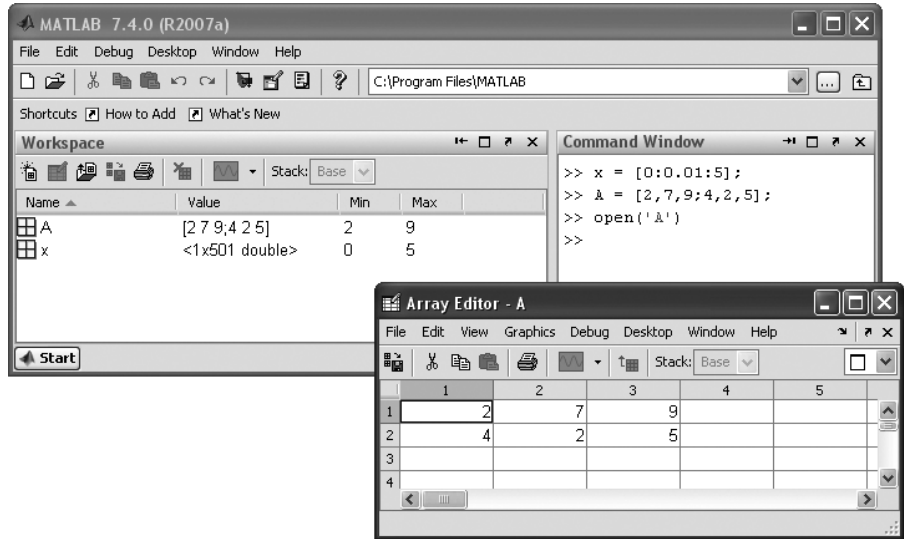 MATLAB 7.4.0 (R2007a)
File Edit Debug Desktop Window Help
C:\Program Files\MATLAB
Shortcuts How to Add What's New
Workspace
Stack: Base
Name Value Min Max
A [2 7 9;4 2 5] 2 9
x <1x501 double> 0 5
Start
Command Window
>> x = [0:0.01:5];
>> A = [2,7,9;4,2,5];
>> open('A')
>>
Array Editor - A
File Edit View Graphics Debug Desktop Window Help
Stack: Base
1 2 3 4 5
1 2 7 9
2 4 2 5
3
4